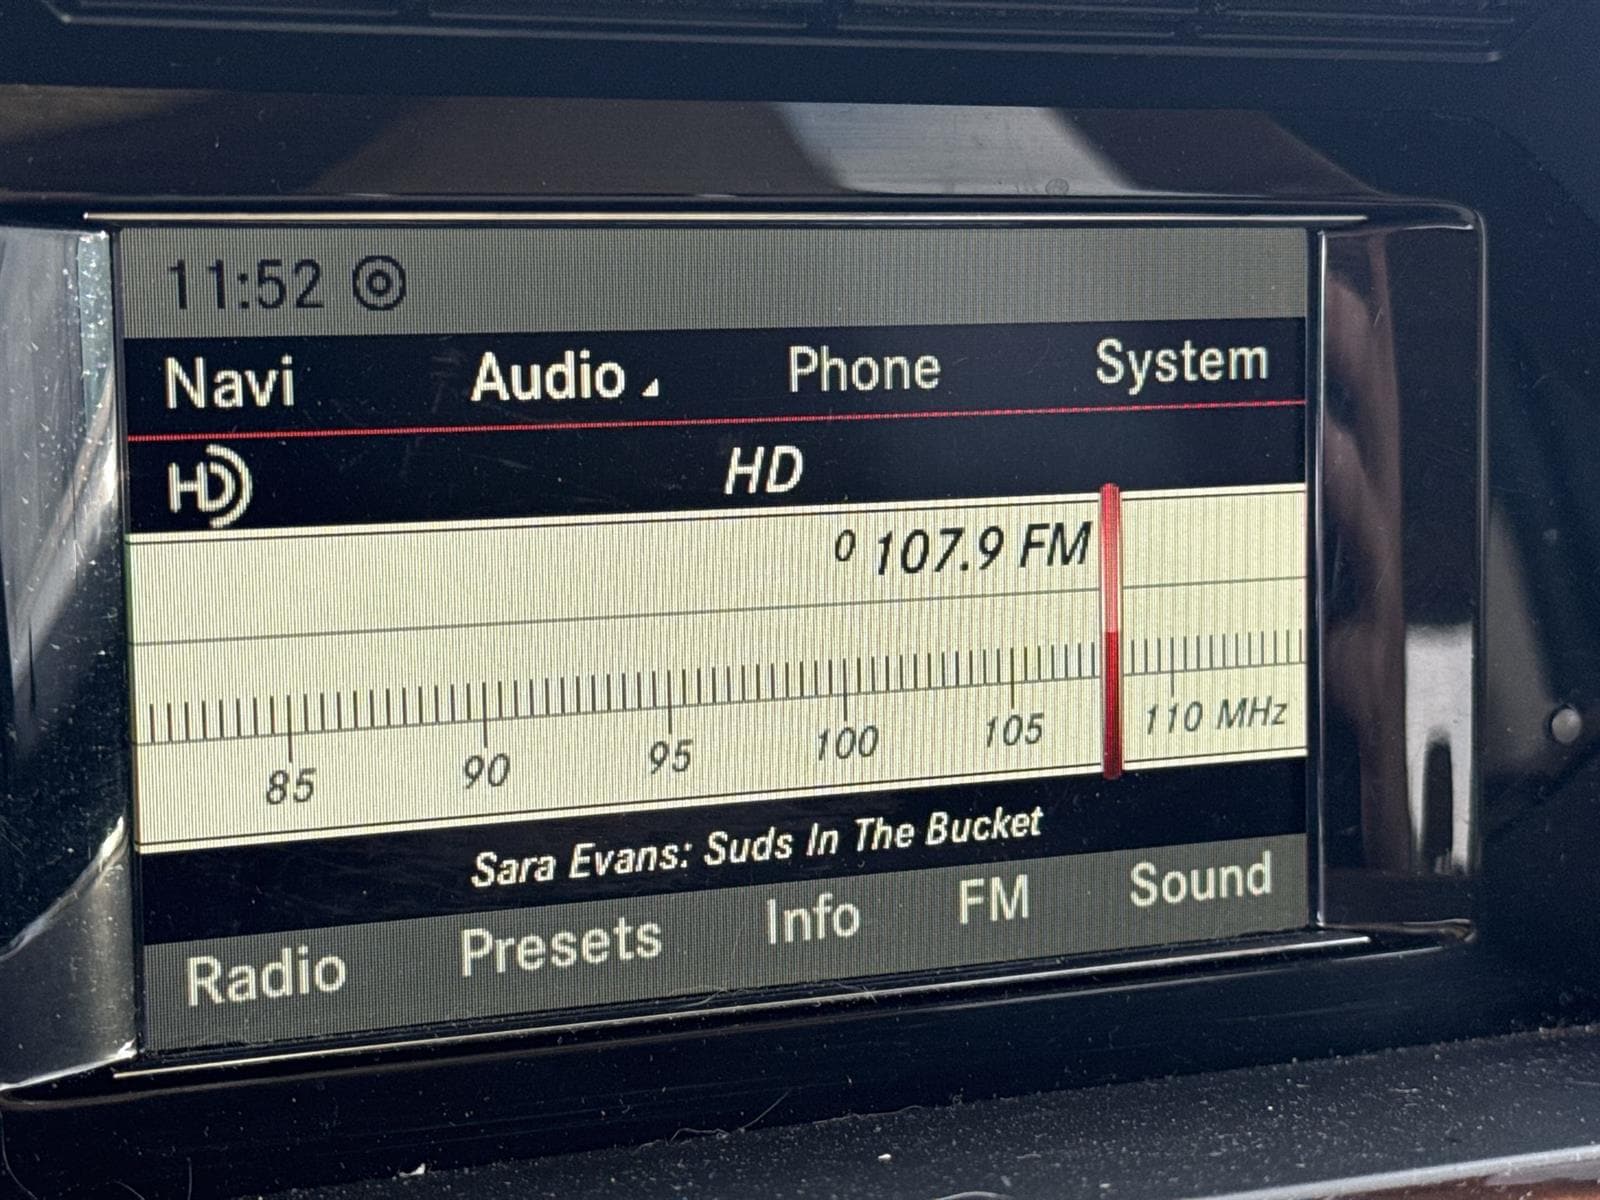 11:52
Navi Audio Phone System
HD HD
0 107.9 FM
85 90 95 100 105 110 MHz
Sara Evans: Suds In The Bucket
Radio Presets Info FM Sound